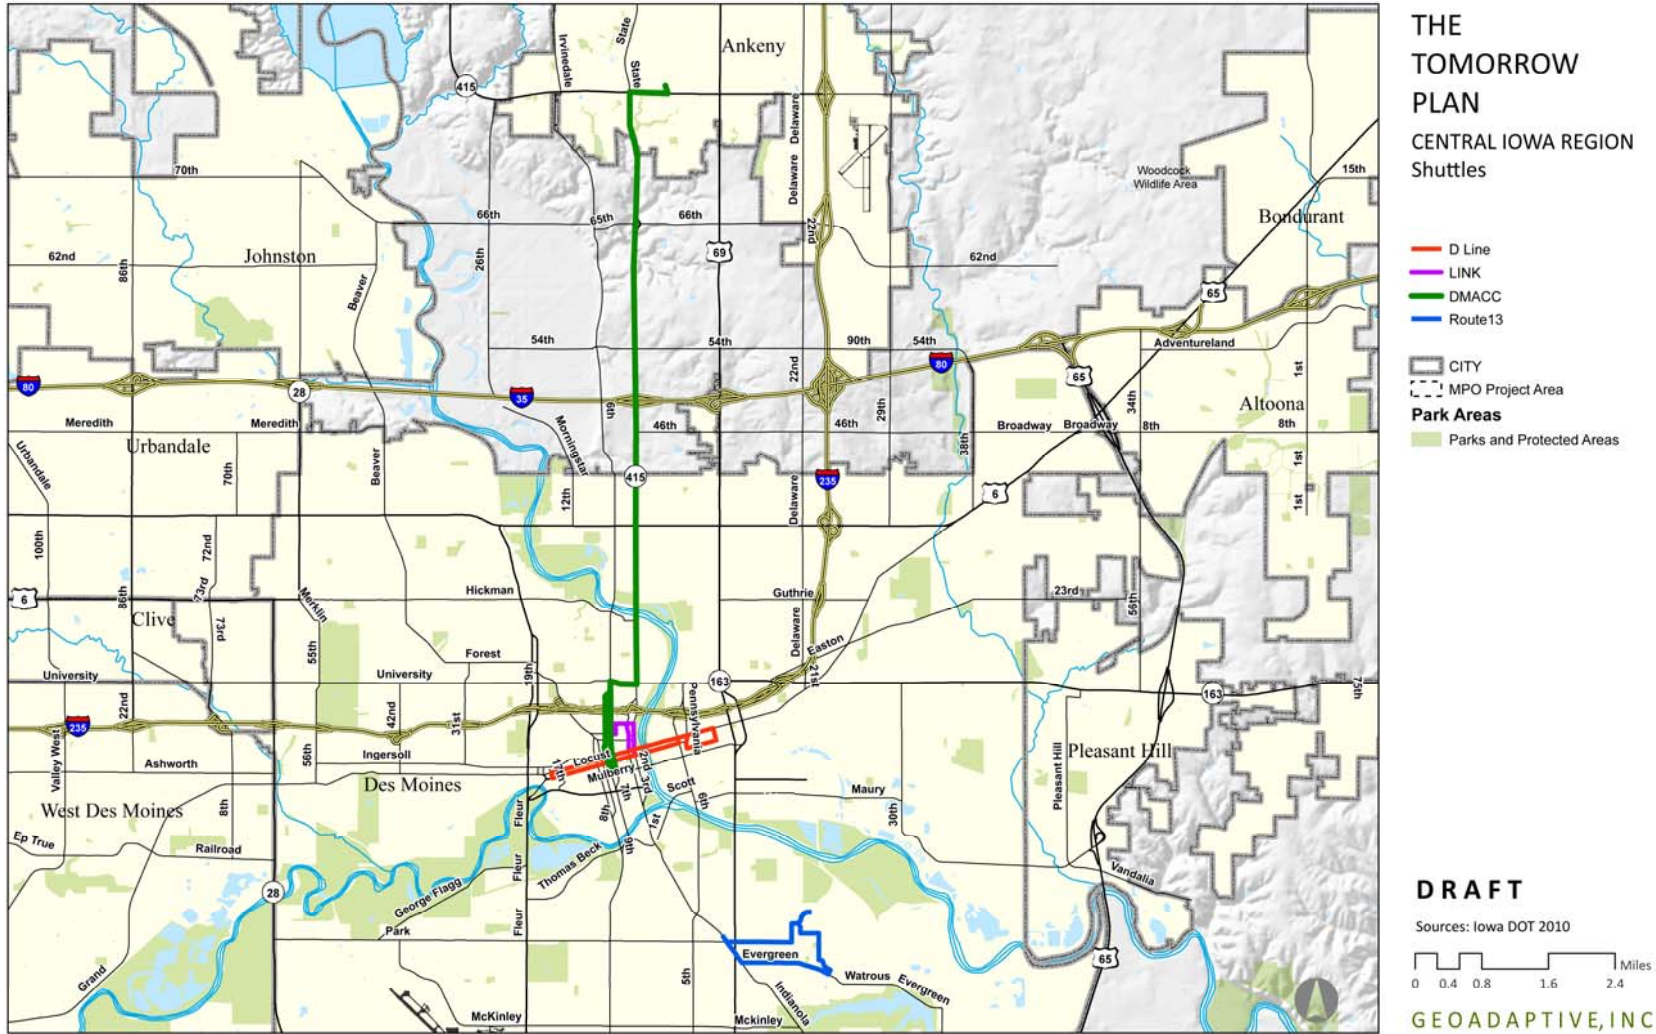 THE
TOMORROW
PLAN
CENTRAL IOWA REGION
Shuttles
D Line
LINK
DMACC
Route13
CITY
MPO Project Area
Park Areas
Parks and Protected Areas
DRAFT
Sources: Iowa DOT 2010
Miles
0 0.4 0.8 1.6 2.4
GEOADAPTIVE,INC
Irvinedale
State
State
Ankeny
415
Delaware
Delaware
70th
Woodcock
Wildlife Area
15th
66th
65th
66th
22nd
Bondurant
62nd
86th
Johnston
26th
69
62nd
Beaver
65
54th
54th
90th
54th
Adventureland
80
28
35
22nd
80
65
1st
6th
29th
34th
Altoona
Meredith
Meredith
46th
46th
Broadway
Broadway
8th
8th
Urbandale
Urbandale
70th
Beaver
Morningstar
38th
1st
415
235
6
12th
Delaware
1st
100th
72nd
6
86th
73rd
Merklin
Hickman
Guthrie
23rd
56th
Clive
73rd
55th
Forest
Delaware
Easton
University
University
19th
163
21st
163
75th
22nd
42nd
31st
Pennsylvania
235
Valley West
56th
Ingersoll
Locust
2nd
Pleasant Hill
Pleasant Hill
Ashworth
17th
Mulberry
3rd
Des Moines
7th
Scott
Maury
West Des Moines
8th
Fleur
8th
1st
6th
30th
Ep True
Railroad
9th
28
Fleur
Thomas Beck
Vandalia
George Flagg
Fleur
Park
Evergreen
65
Grand
5th
Watrous
Evergreen
Indianola
McKinley
Mckinley